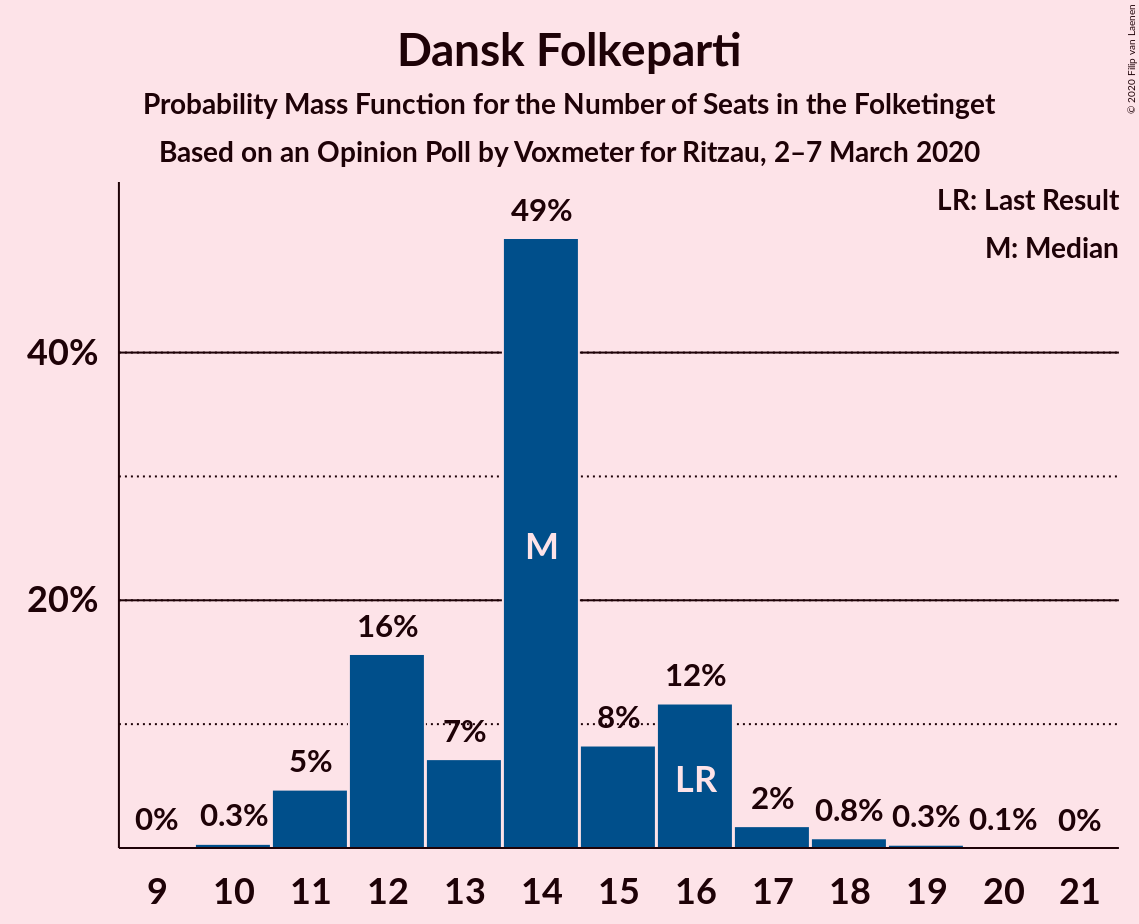 Dansk Folkeparti
Probability Mass Function for the Number of Seats in the Folketinget
Based on an Opinion Poll by Voxmeter for Ritzau, 2–7 March 2020
© 2020 Filip van Laenen
LR: Last Result
M: Median
40%
20%
0%
0.3%
5%
16%
7%
49%
8%
12%
2%
0.8%
0.3%
0.1%
0%
M
LR
9 10 11 12 13 14 15 16 17 18 19 20 21